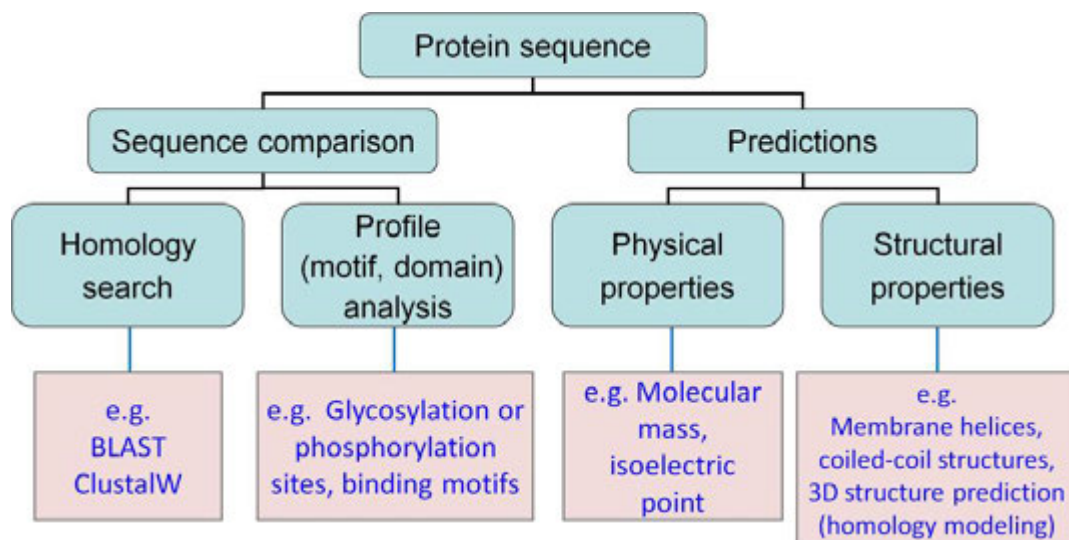 Protein sequence
Sequence comparison
Predictions
Homology
search
Profile
(motif, domain)
analysis
Physical
properties
Structural
properties
e.g.
BLAST
ClustalW
e.g. Glycosylation or
phosphorylation
sites, binding motifs
e.g. Molecular
mass,
isoelectric
point
e.g.
Membrane helices,
coiled-coil structures,
3D structure prediction
(homology modeling)